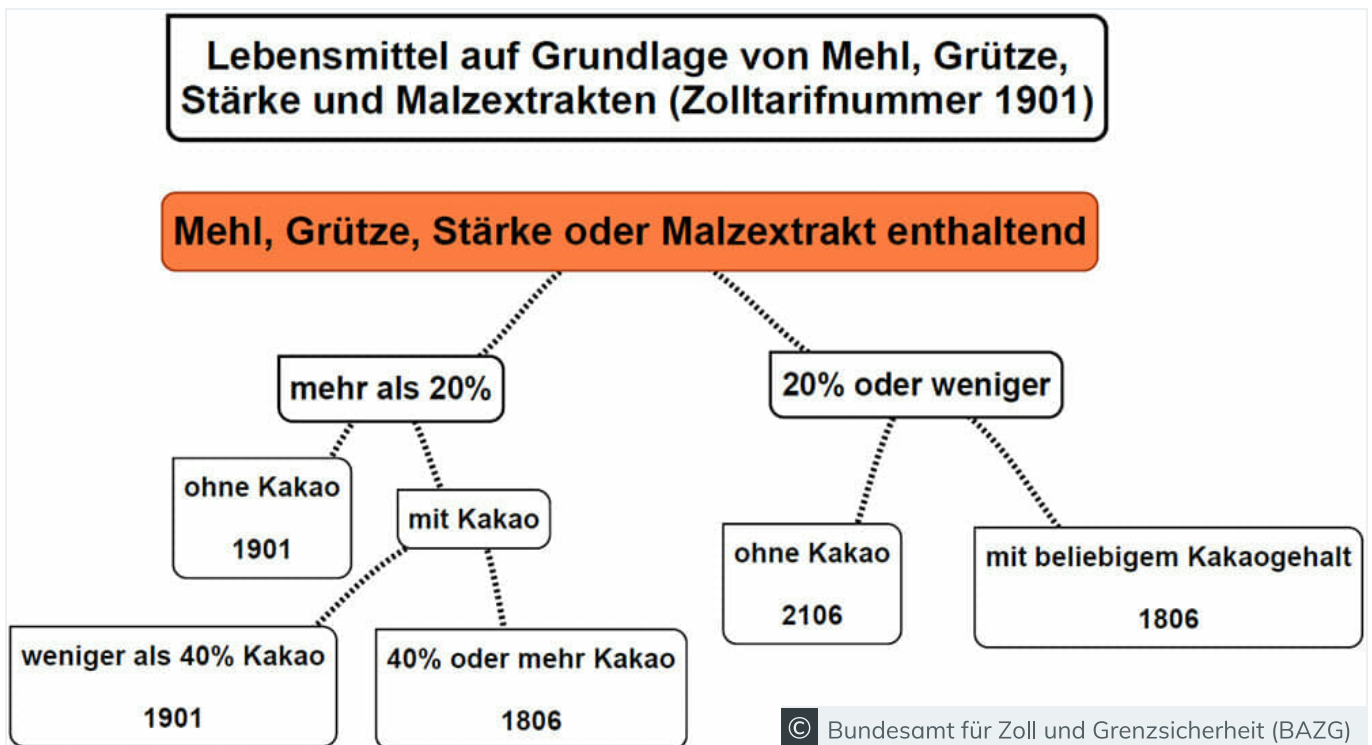 Lebensmittel auf Grundlage von Mehl, Grütze,
Stärke und Malzextrakten (Zolltarifnummer 1901)
Mehl, Grütze, Stärke oder Malzextrakt enthaltend
mehr als 20%
20% oder weniger
ohne Kakao
1901
mit Kakao
ohne Kakao
2106
mit beliebigem Kakaogehalt
1806
weniger als 40% Kakao
1901
40% oder mehr Kakao
1806
© Bundesamt für Zoll und Grenzsicherheit (BAZG)